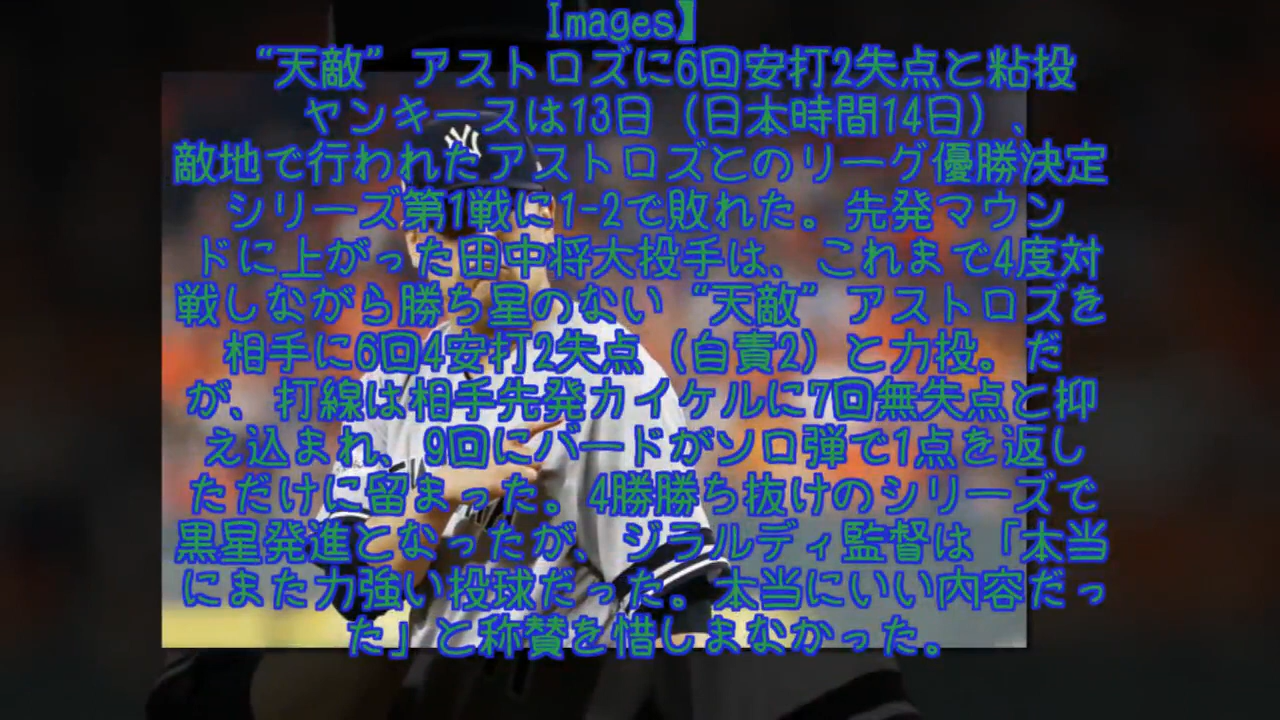 Images】
“天敵”アストロズに6回安打2失点と粘投
ヤンキースは13日（日本時間14日）、
敵地で行われたアストロズとのリーグ優勝決定
シリーズ第1戦に1-2で敗れた。先発マウン
ドに上がった田中将大投手は、これまで4度対
戦しながら勝ち星のない“天敵”アストロズを
相手に6回4安打2失点（自責2）と力投。だ
が、打線は相手先発カイケルに7回無失点と抑
え込まれ、9回にバードがソロ弾で1点を返し
ただけに留まった。4勝勝ち抜けのシリーズで
黒星発進となったが、ジラルディ監督は「本当
にまた力強い投球だった。本当にいい内容だっ
た」と称賛を惜しまなかった。